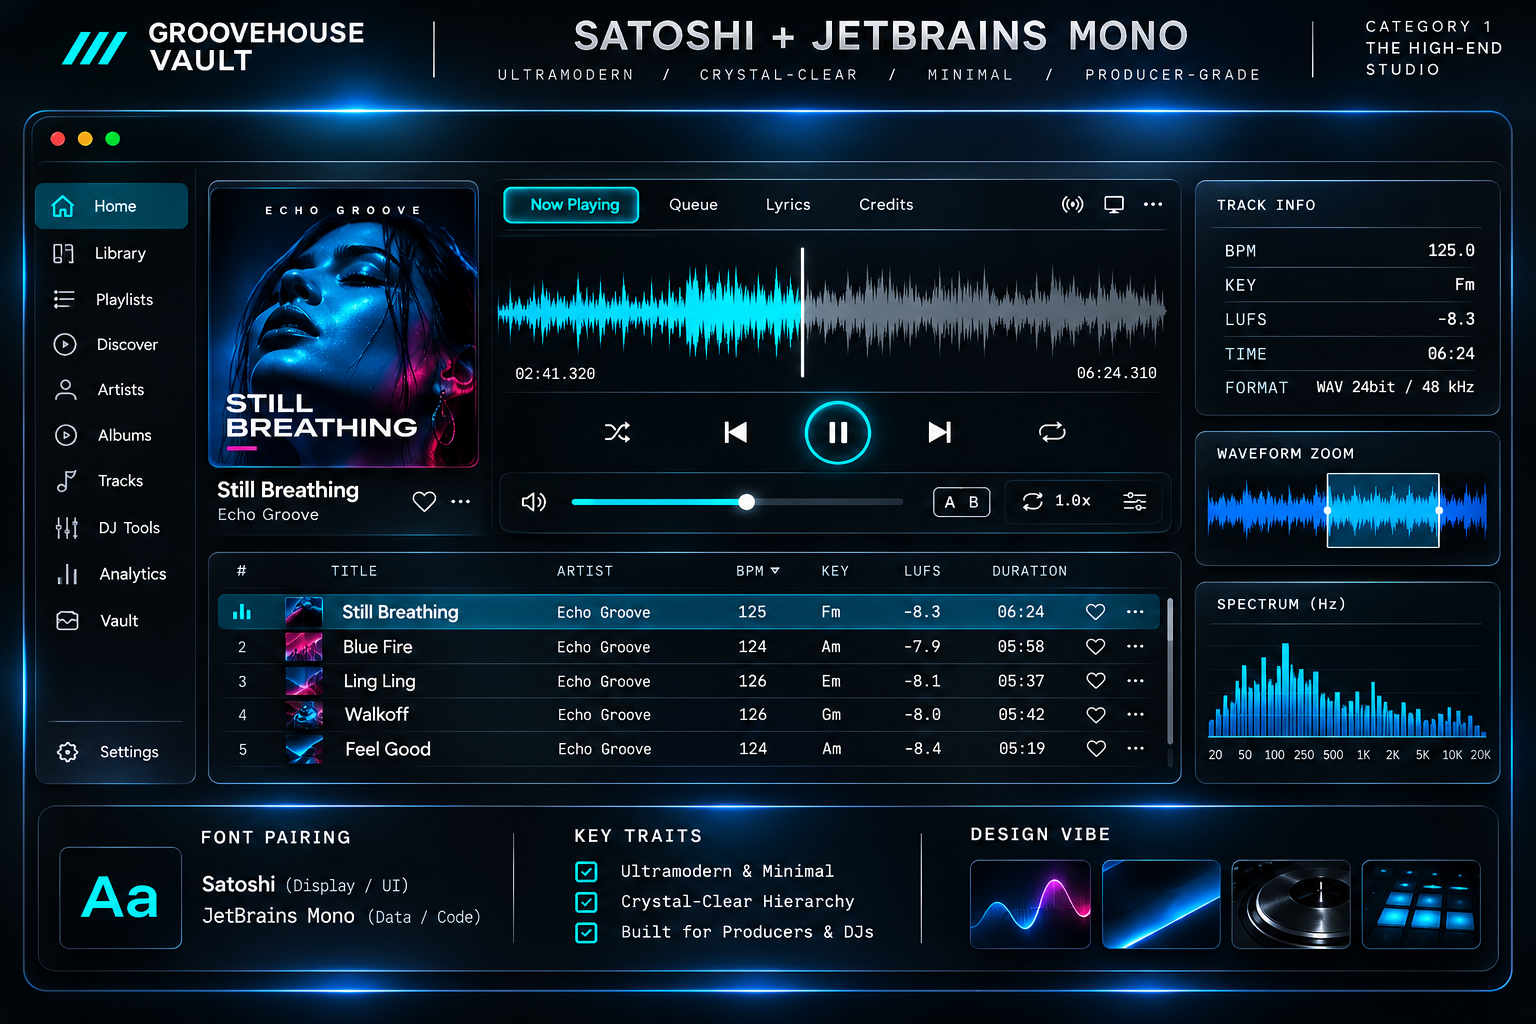 GROOVEHOUSE
VAULT
SATOSHI + JETBRAINS MONO
ULTRAMODERN / CRYSTAL-CLEAR / MINIMAL / PRODUCER-GRADE
CATEGORY 1
THE HIGH-END
STUDIO
Home
Library
Playlists
Discover
Artists
Albums
Tracks
DJ Tools
Analytics
Vault
Settings
ECHO GROOVE
STILL
BREATHING
Still Breathing
Echo Groove
Now Playing Queue Lyrics Credits
02:41.320 06:24.310
A B 1.0x
# TITLE ARTIST BPM KEY LUFS DURATION
Still Breathing Echo Groove 125 Fm -8.3 06:24
2 Blue Fire Echo Groove 124 Am -7.9 05:58
3 Ling Ling Echo Groove 126 Em -8.1 05:37
4 Walkoff Echo Groove 126 Gm -8.0 05:42
5 Feel Good Echo Groove 124 Am -8.4 05:19
TRACK INFO
BPM 125.0
KEY Fm
LUFS -8.3
TIME 06:24
FORMAT WAV 24bit / 48 kHz
WAVEFORM ZOOM
SPECTRUM (Hz)
20 50 100 250 500 1K 2K 5K 10K 20K
Aa
FONT PAIRING
Satoshi (Display / UI)
JetBrains Mono (Data / Code)
KEY TRAITS
Ultramodern & Minimal
Crystal-Clear Hierarchy
Built for Producers & DJs
DESIGN VIBE